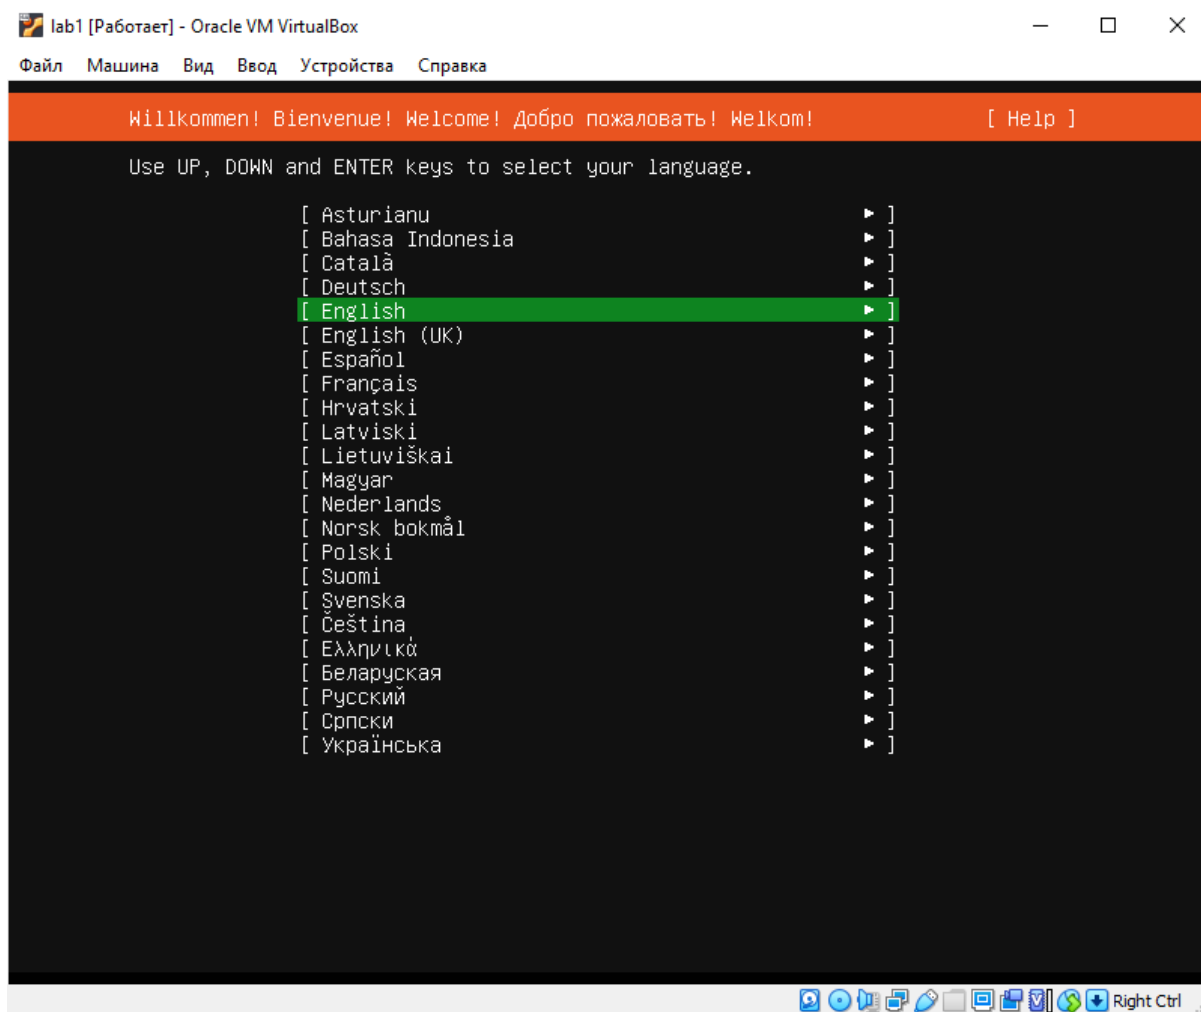 lab1 [Работает] - Oracle VM VirtualBox
Файл Машина Вид Ввод Устройства Справка
Willkommen! Bienvenue! Welcome! Добро пожаловать! Welkom! [ Help ]
Use UP, DOWN and ENTER keys to select your language.
[ Asturianu ► ]
[ Bahasa Indonesia ► ]
[ Català ► ]
[ Deutsch ► ]
[ English ► ]
[ English (UK) ► ]
[ Español ► ]
[ Français ► ]
[ Hrvatski ► ]
[ Latviski ► ]
[ Lietuviškai ► ]
[ Magyar ► ]
[ Nederlands ► ]
[ Norsk bokmål ► ]
[ Polski ► ]
[ Suomi ► ]
[ Svenska ► ]
[ Čeština ► ]
[ Ελληνικά ► ]
[ Беларуская ► ]
[ Русский ► ]
[ Српски ► ]
[ Українська ► ]
Right Ctrl